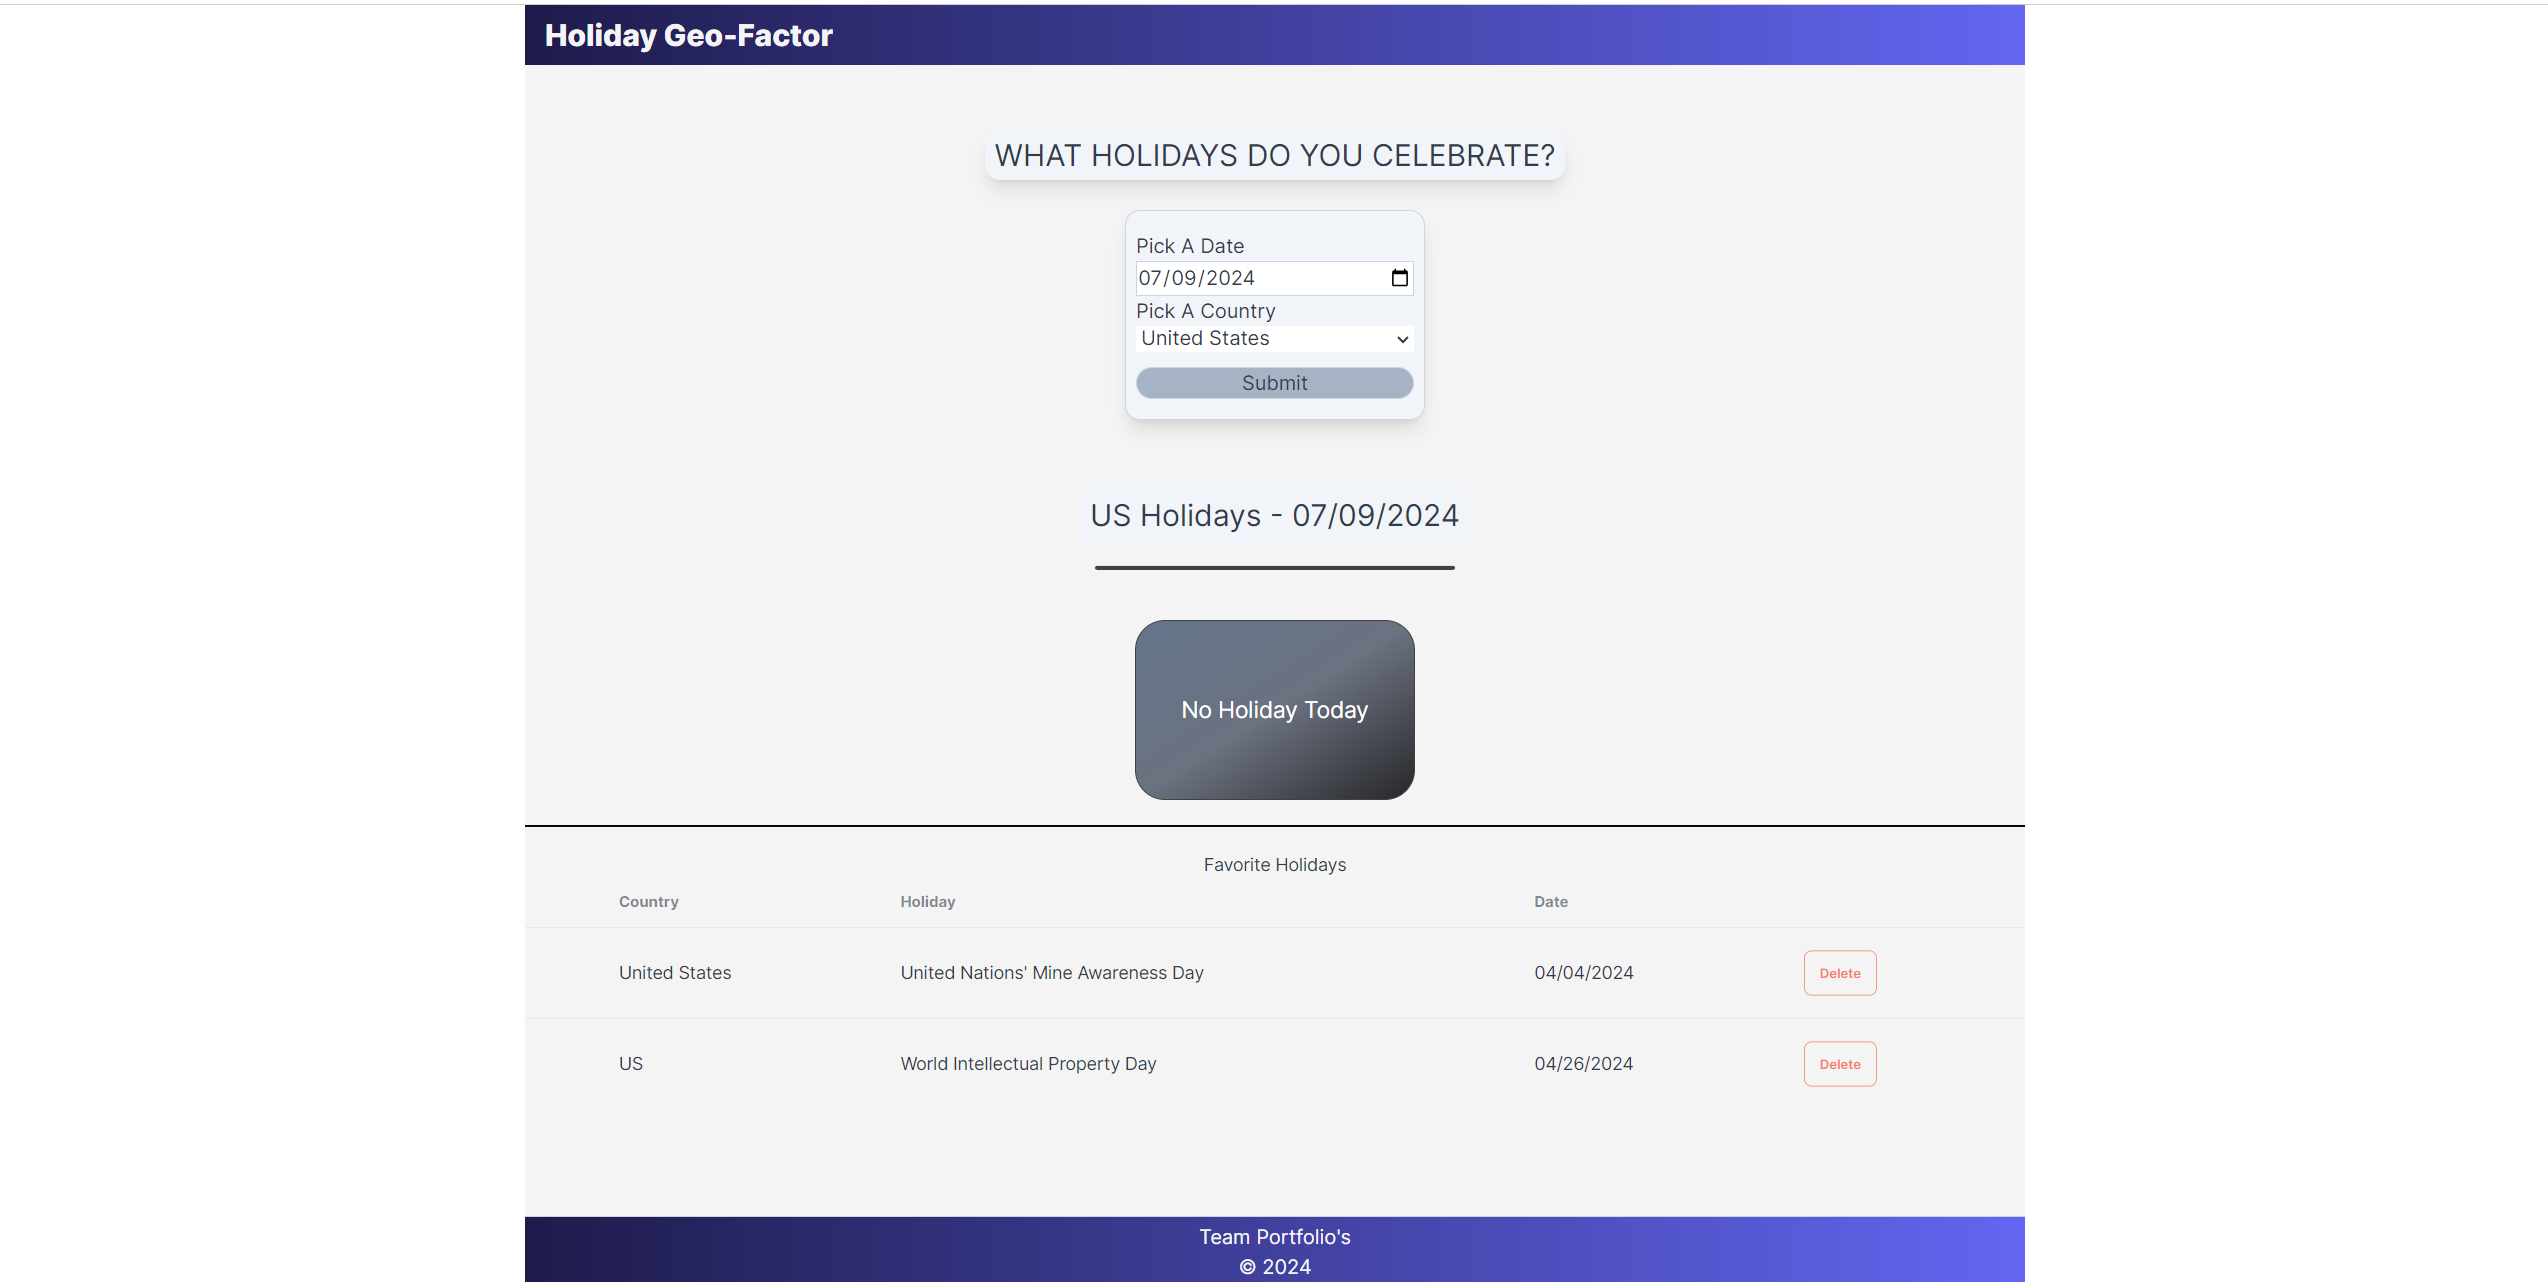 Holiday Geo-Factor
WHAT HOLIDAYS DO YOU CELEBRATE?
Pick A Date
07/09/2024
Pick A Country
United States
Submit
US Holidays - 07/09/2024
No Holiday Today
Favorite Holidays
Country Holiday Date
United States United Nations' Mine Awareness Day 04/04/2024 Delete
US World Intellectual Property Day 04/26/2024 Delete
Team Portfolio's
© 2024